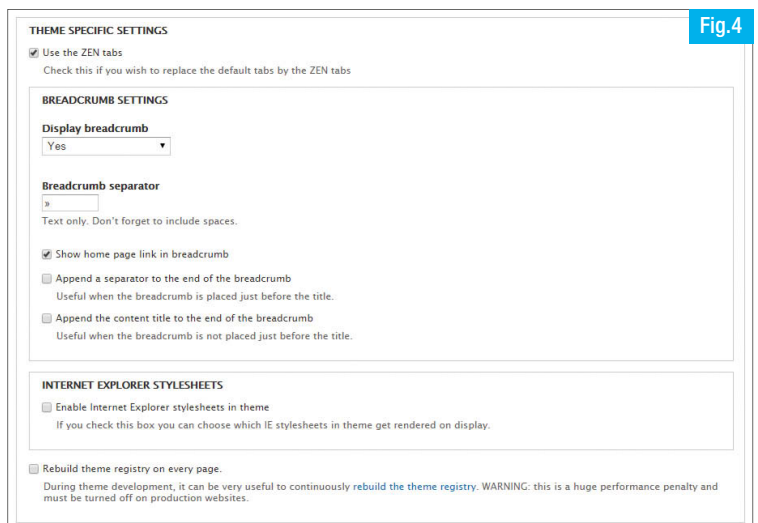 Fig.4
THEME SPECIFIC SETTINGS
Use the ZEN tabs
Check this if you wish to replace the default tabs by the ZEN tabs
BREADCRUMB SETTINGS
Display breadcrumb
Yes
Breadcrumb separator
»
Text only. Don't forget to include spaces.
Show home page link in breadcrumb
Append a separator to the end of the breadcrumb
Useful when the breadcrumb is placed just before the title.
Append the content title to the end of the breadcrumb
Useful when the breadcrumb is not placed just before the title.
INTERNET EXPLORER STYLESHEETS
Enable Internet Explorer stylesheets in theme
If you check this box you can choose which IE stylesheets in theme get rendered on display.
Rebuild theme registry on every page.
During theme development, it can be very useful to continuously rebuild the theme registry. WARNING: this is a huge performance penalty and
must be turned off on production websites.